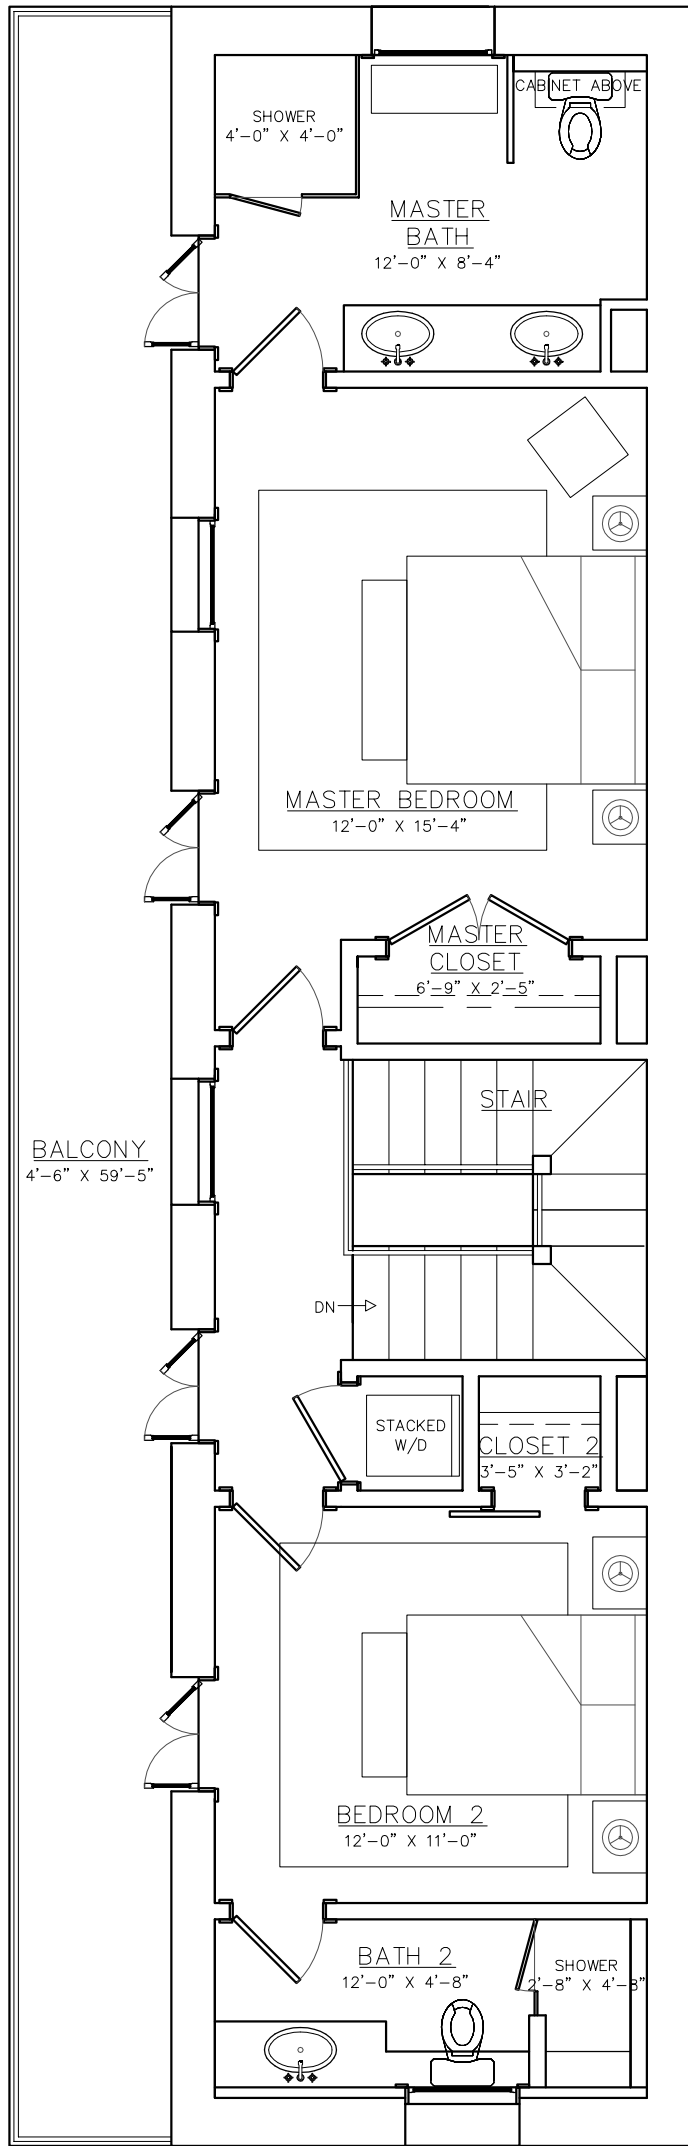 CABINET ABOVE
SHOWER
4'-0" X 4'-0"
MASTER
BATH
12'-0" X 8'-4"
MASTER BEDROOM
12'-0" X 15'-4"
MASTER
CLOSET
6'-9" X 2'-5"
STAIR
BALCONY
4'-6" X 59'-5"
DN
STACKED
W/D
CLOSET 2
3'-5" X 3'-2"
BEDROOM 2
12'-0" X 11'-0"
BATH 2
12'-0" X 4'-8"
SHOWER
2'-8" X 4'-8"